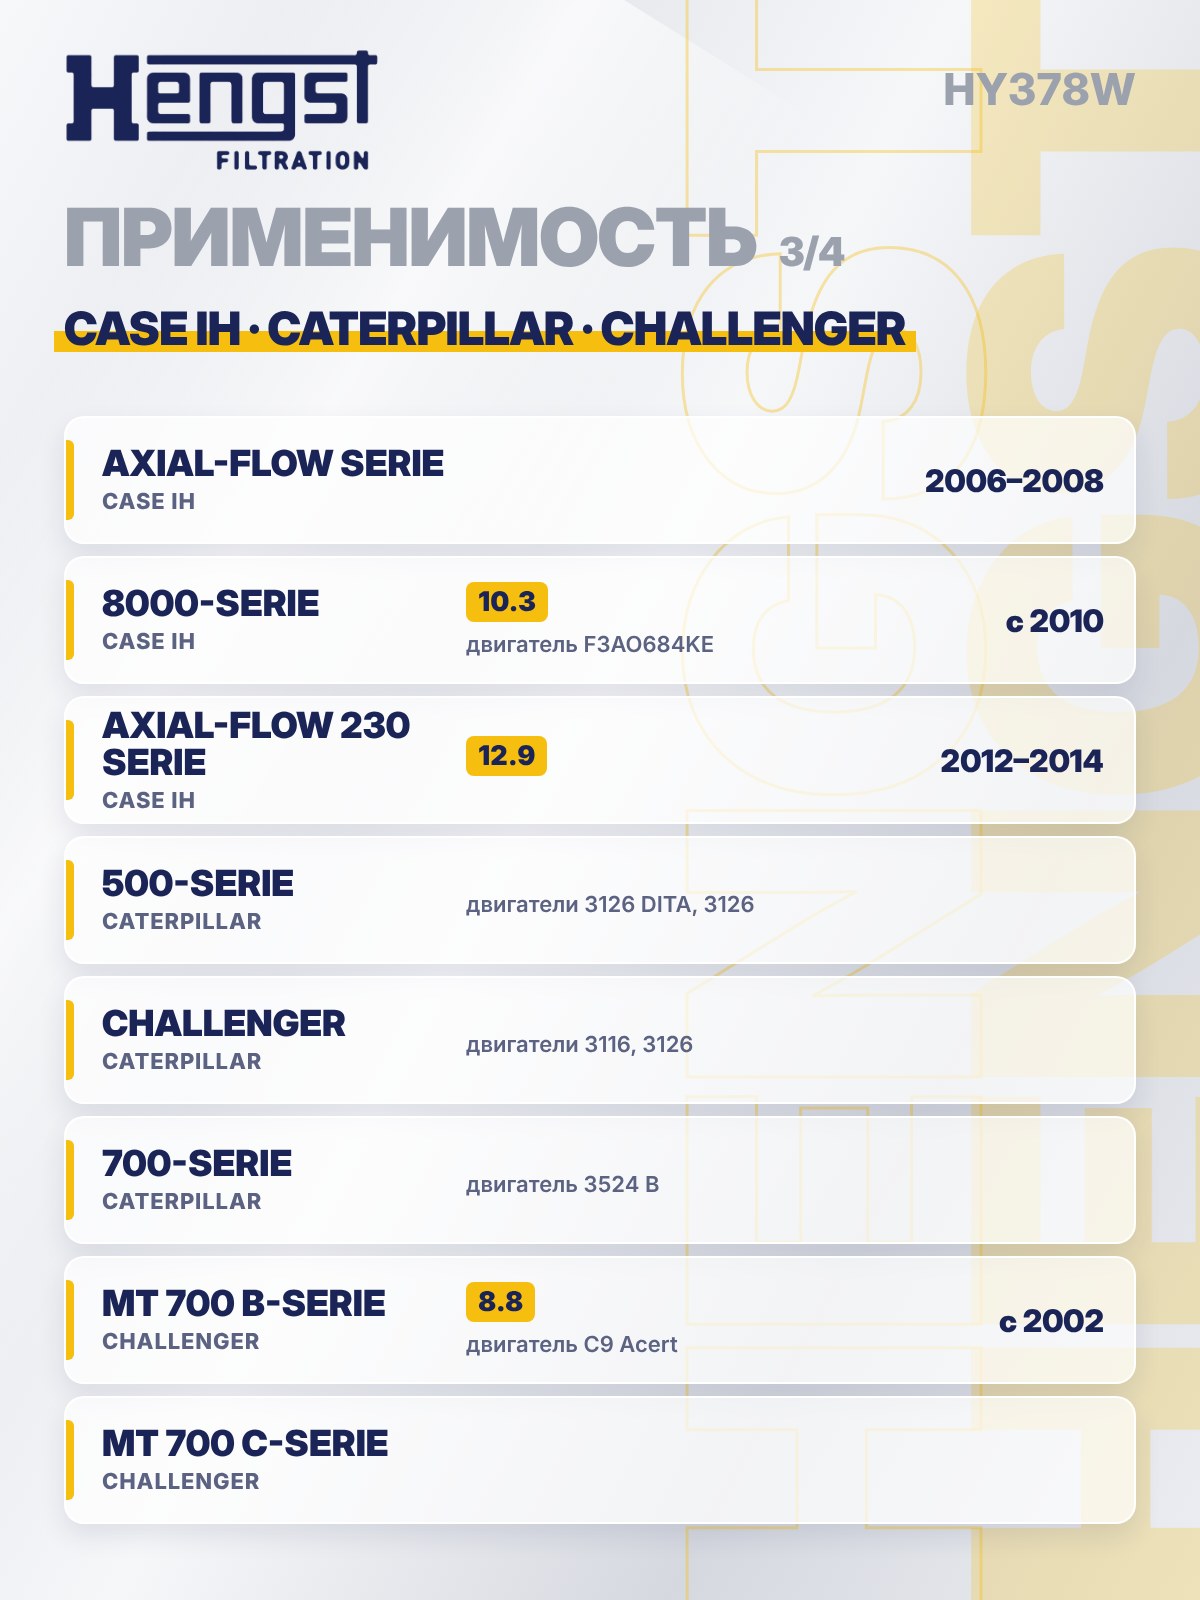 Hengst
FILTRATION
HY378W
ПРИМЕНИМОСТЬ 3/4
CASE IH · CATERPILLAR · CHALLENGER
AXIAL-FLOW SERIE
CASE IH
2006–2008
8000-SERIE
CASE IH
10.3
двигатель F3AO684KE
с 2010
AXIAL-FLOW 230
SERIE
CASE IH
12.9
2012–2014
500-SERIE
CATERPILLAR
двигатели 3126 DITA, 3126
CHALLENGER
CATERPILLAR
двигатели 3116, 3126
700-SERIE
CATERPILLAR
двигатель 3524 B
MT 700 B-SERIE
CHALLENGER
8.8
двигатель C9 Acert
с 2002
MT 700 C-SERIE
CHALLENGER
HENGST
HENGST